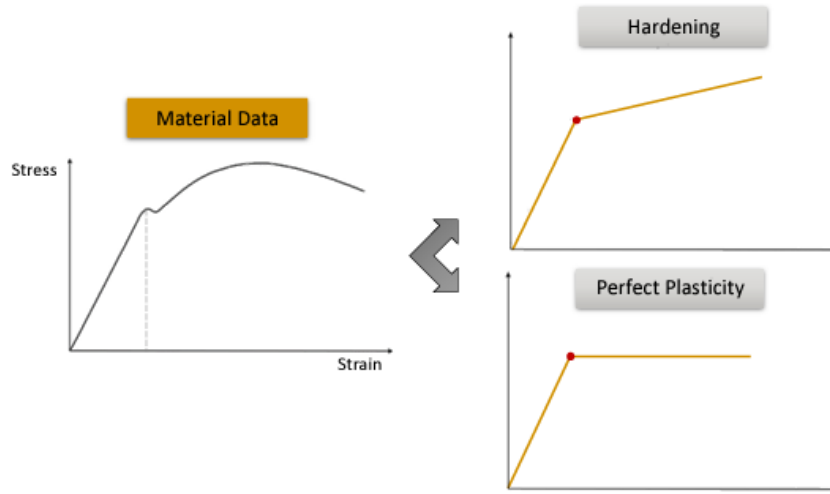 Hardening
Material Data
Stress
Strain
Perfect Plasticity